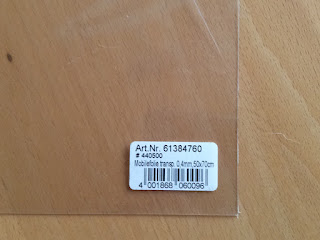 Art.Nr. 61384760
# 440500
Mobilefolie transp. 0,4mm,50x70cm
4 001868 060096